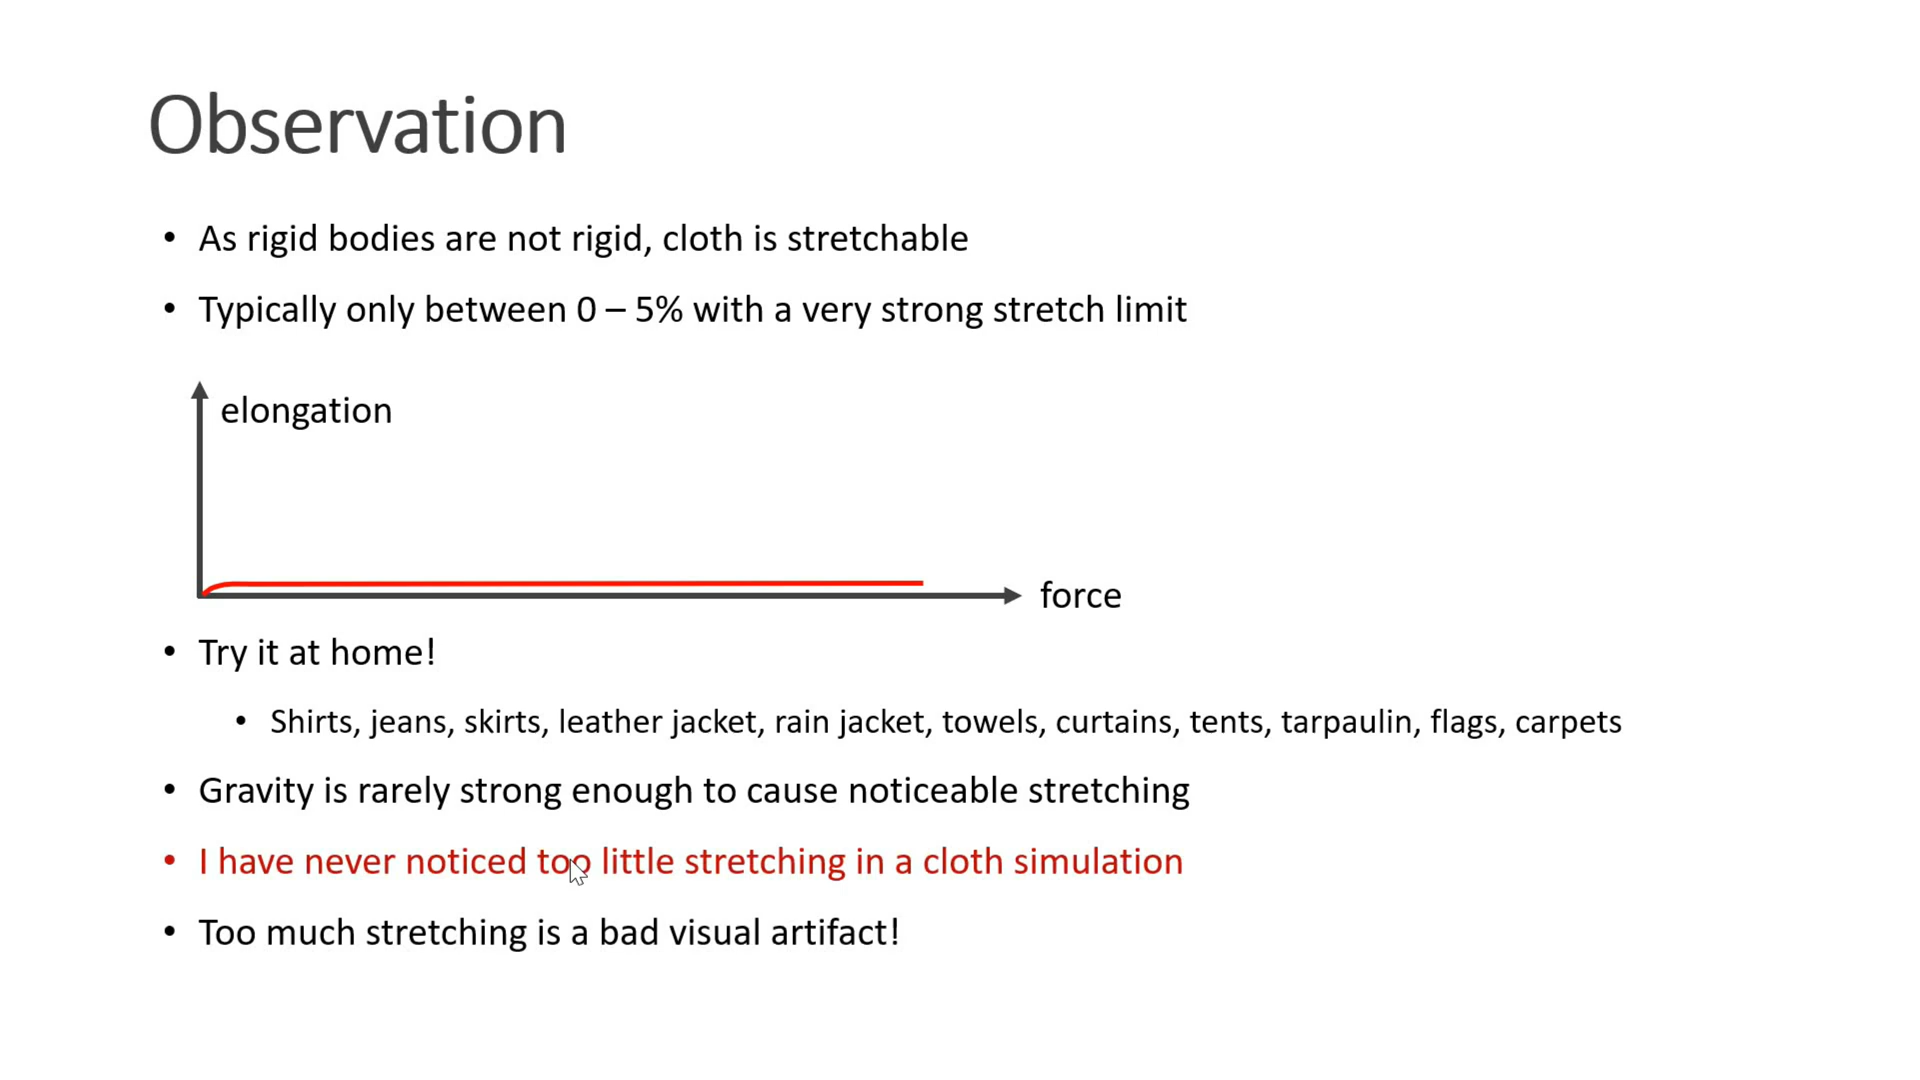 Observation
• As rigid bodies are not rigid, cloth is stretchable
• Typically only between 0 – 5% with a very strong stretch limit
elongation
force
• Try it at home!
• Shirts, jeans, skirts, leather jacket, rain jacket, towels, curtains, tents, tarpaulin, flags, carpets
• Gravity is rarely strong enough to cause noticeable stretching
• I have never noticed too little stretching in a cloth simulation
• Too much stretching is a bad visual artifact!